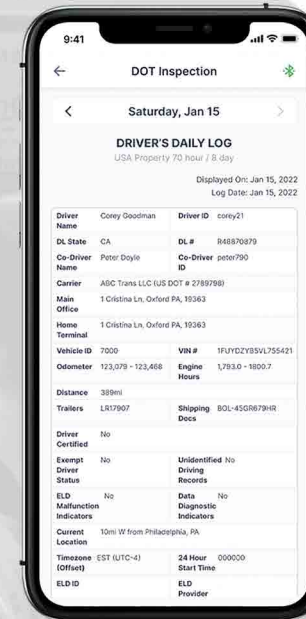 9:41
DOT Inspection
Saturday, Jan 15
DRIVER'S DAILY LOG
USA Property 70 hour / 8 day
Displayed On: Jan 15, 2022
Log Date: Jan 15, 2022
Driver Name Corey Goodman Driver ID corey21
DL State CA DL # R48870879
Co-Driver Name Peter Doyle Co-Driver ID peter790
Carrier ABC Trans LLC (US DOT # 2789798)
Main Office 1 Cristina Ln, Oxford PA, 19363
Home Terminal 1 Cristina Ln, Oxford PA, 19363
Vehicle ID 7000 VIN # 1FUYDZYB5VL755421
Odometer 123,079 - 123,468 Engine Hours 1,793.0 - 1800.7
Distance 389mi
Trailers LR17907 Shipping Docs BOL-45GR679HR
Driver Certified No
Exempt Driver Status No Unidentified Driving Records No
ELD Malfunction Indicators No Data Diagnostic Indicators No
Current Location 10mi W from Philadelphia, PA
Timezone (Offset) EST (UTC-4) 24 Hour Start Time 000000
ELD ID ELD Provider